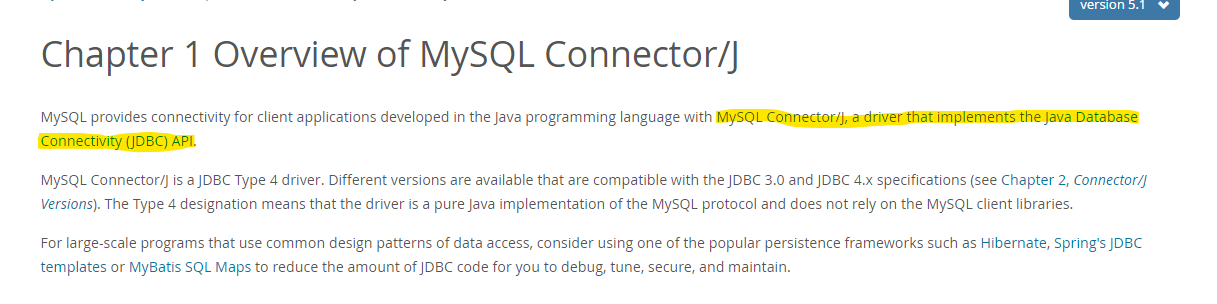 version 5.1
Chapter 1 Overview of MySQL Connector/J
MySQL provides connectivity for client applications developed in the Java programming language with MySQL Connector/J, a driver that implements the Java Database
Connectivity (JDBC) API.
MySQL Connector/J is a JDBC Type 4 driver. Different versions are available that are compatible with the JDBC 3.0 and JDBC 4.x specifications (see Chapter 2, Connector/J
Versions). The Type 4 designation means that the driver is a pure Java implementation of the MySQL protocol and does not rely on the MySQL client libraries.
For large-scale programs that use common design patterns of data access, consider using one of the popular persistence frameworks such as Hibernate, Spring's JDBC
templates or MyBatis SQL Maps to reduce the amount of JDBC code for you to debug, tune, secure, and maintain.